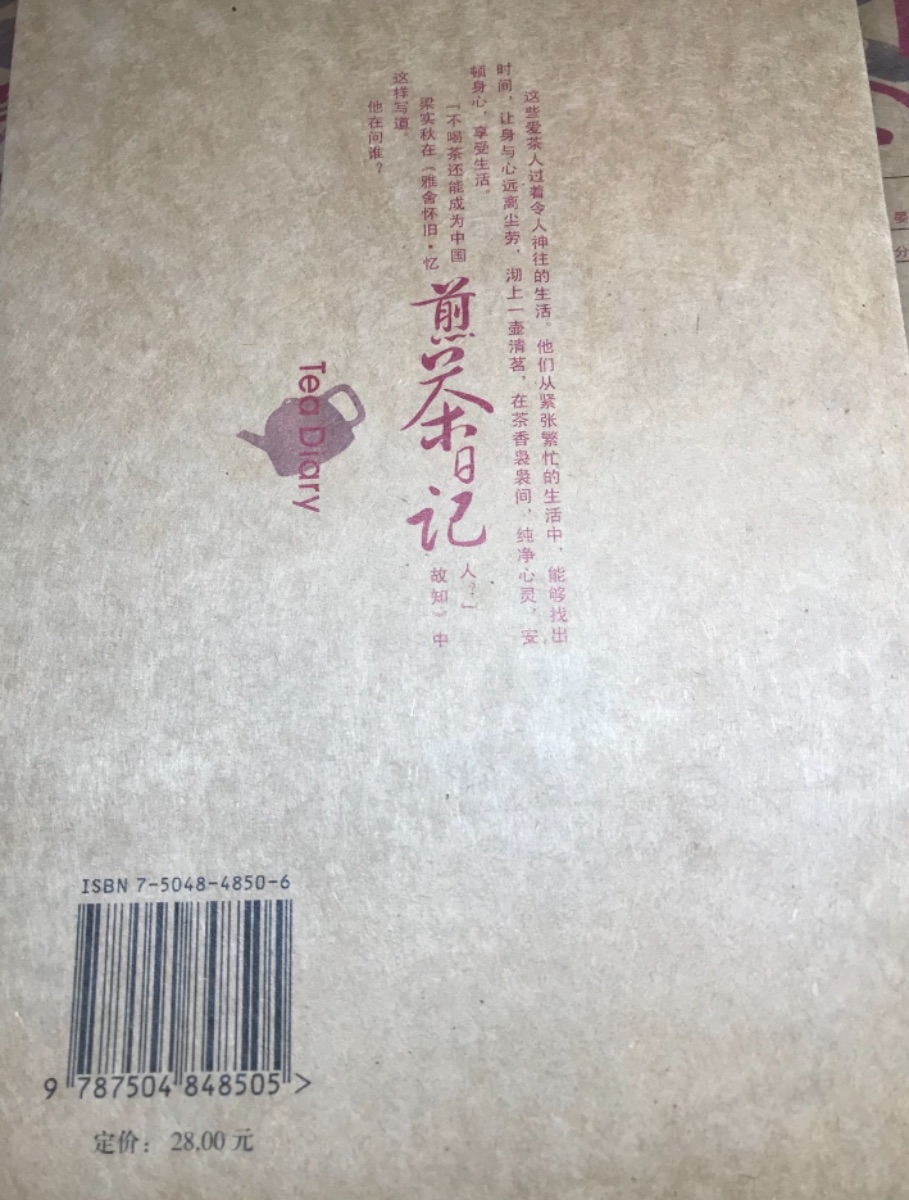 这些爱茶人过着令人神往的生活。他们从紧张繁忙的生活中，能够找出
时间，让身与心远离尘劳，沏上一壶清茗，在茶香袅袅间，纯净心灵，安
顿身心，享受生活。
「不喝茶还能成为中国人？」
梁实秋在《雅舍怀旧·忆故知》中
这样写道。
他在问谁？
煎茶日记
Tea Diary
ISBN 7-5048-4850-6
9 787504 848505 >
定价： 28.00 元
晏
分